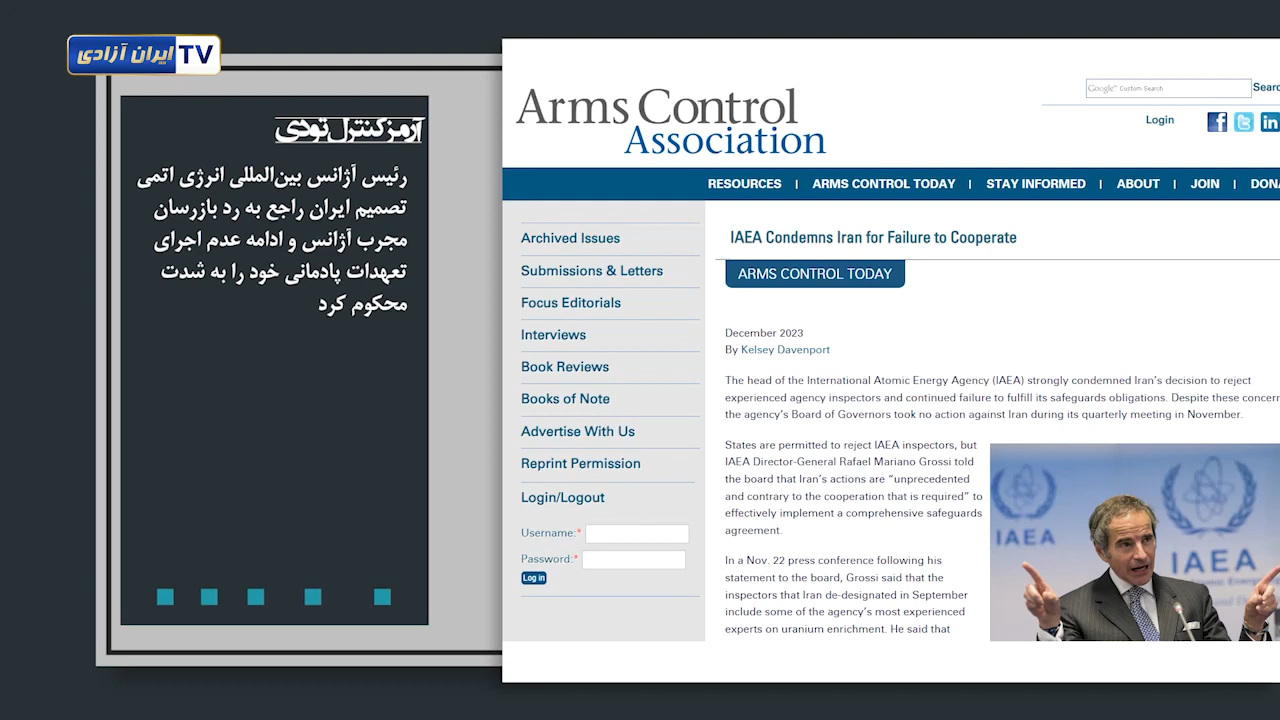 ایران آزادی TV
آرمز کنترل تودی
رئیس آژانس بین‌المللی انرژی اتمی
تصمیم ایران راجع به رد بازرسان
مجرب آژانس و ادامه عدم اجرای
تعهدات پادمانی خود را به شدت
محکوم کرد
Arms Control
Association
Google™ Custom Search
Searc
Login
RESOURCES | ARMS CONTROL TODAY | STAY INFORMED | ABOUT | JOIN | DONA
Archived Issues
Submissions & Letters
Focus Editorials
Interviews
Book Reviews
Books of Note
Advertise With Us
Reprint Permission
Login/Logout
Username:*
Password:*
Log in
IAEA Condemns Iran for Failure to Cooperate
ARMS CONTROL TODAY
December 2023
By Kelsey Davenport
The head of the International Atomic Energy Agency (IAEA) strongly condemned Iran's decision to reject
experienced agency inspectors and continued failure to fulfill its safeguards obligations. Despite these concern
the agency's Board of Governors took no action against Iran during its quarterly meeting in November.
States are permitted to reject IAEA inspectors, but
IAEA Director-General Rafael Mariano Grossi told
the board that Iran's actions are “unprecedented
and contrary to the cooperation that is required” to
effectively implement a comprehensive safeguards
agreement.
In a Nov. 22 press conference following his
statement to the board, Grossi said that the
inspectors that Iran de-designated in September
include some of the agency's most experienced
experts on uranium enrichment. He said that
IAEA
IAEA